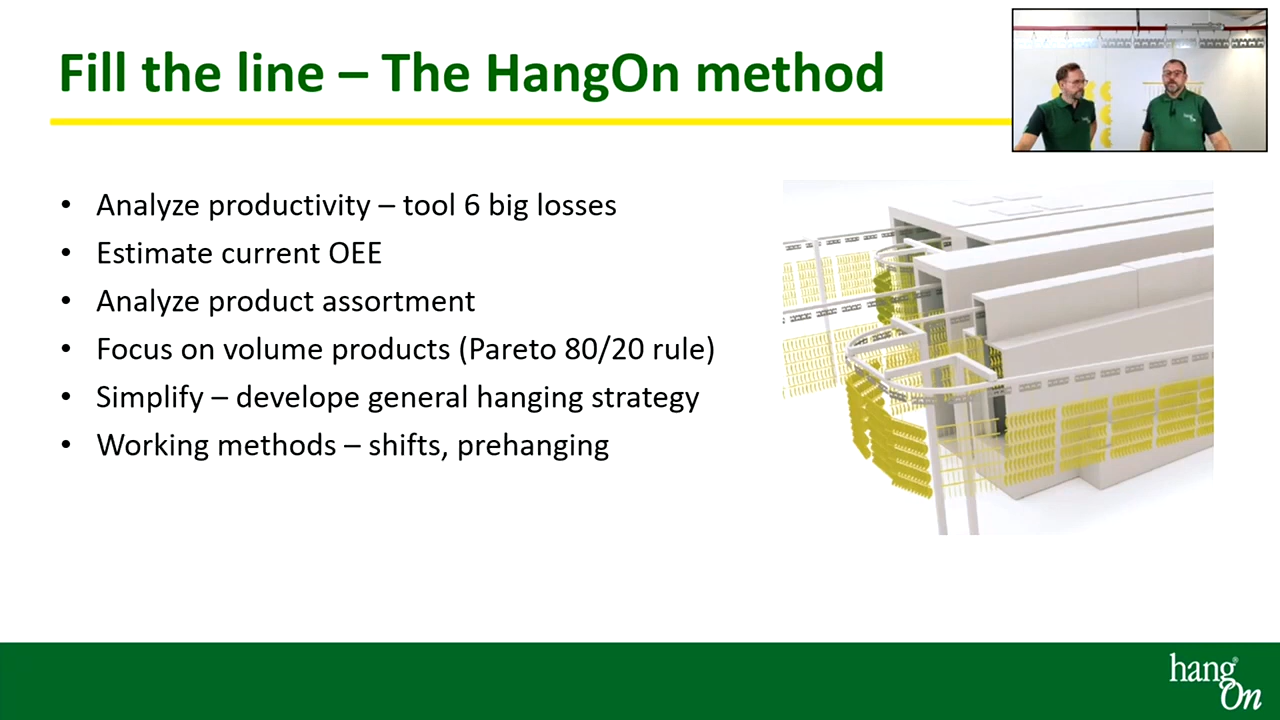 Fill the line – The HangOn method
• Analyze productivity – tool 6 big losses
• Estimate current OEE
• Analyze product assortment
• Focus on volume products (Pareto 80/20 rule)
• Simplify – develope general hanging strategy
• Working methods – shifts, prehanging
hang®
On